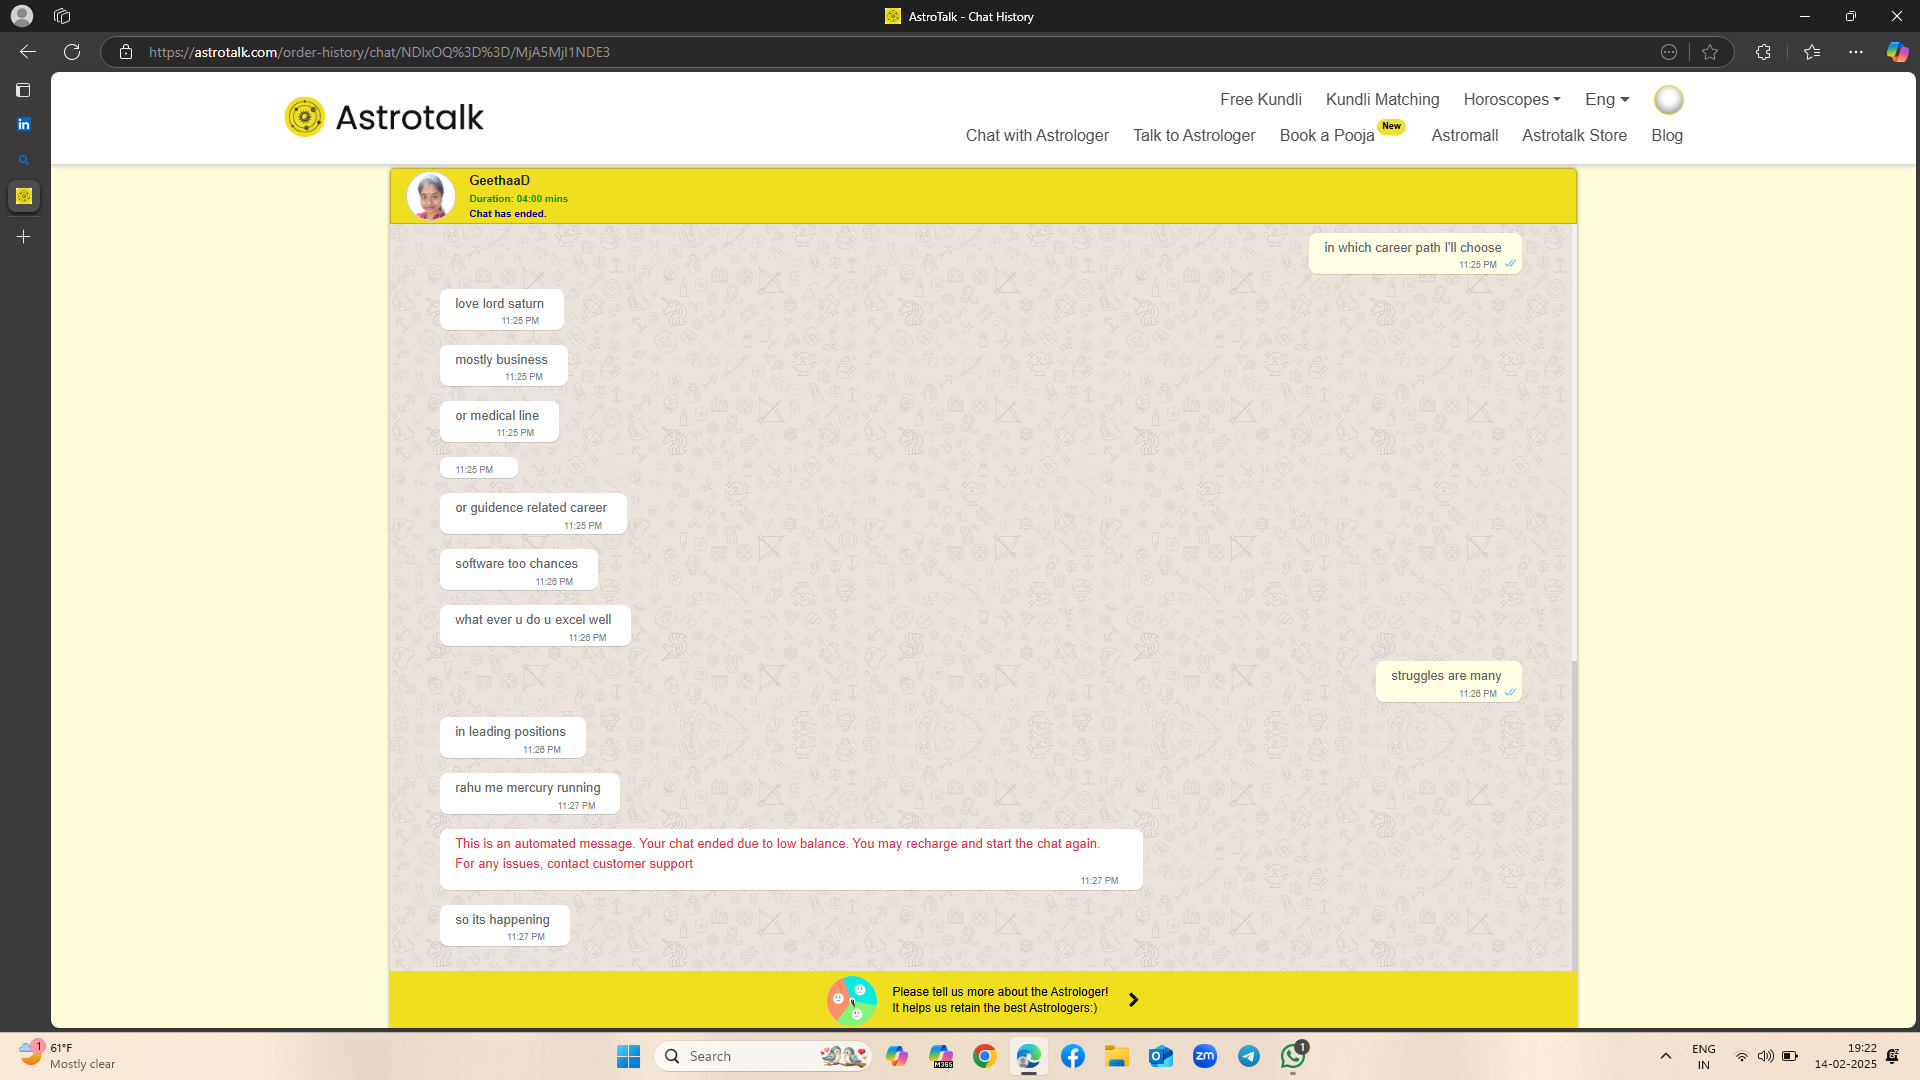 AstroTalk - Chat History
https://astrotalk.com/order-history/chat/NDIxOQ%3D%3D/MjA5MjI1NDE3
Astrotalk
Free Kundli Kundli Matching Horoscopes Eng
Chat with Astrologer Talk to Astrologer Book a Pooja New Astromall Astrotalk Store Blog
GeethaaD
Duration: 04:00 mins
Chat has ended.
in which career path I'll choose
11:25 PM
love lord saturn
11:25 PM
mostly business
11:25 PM
or medical line
11:25 PM
11:25 PM
or guidence related career
11:25 PM
software too chances
11:26 PM
what ever u do u excel well
11:26 PM
struggles are many
11:26 PM
in leading positions
11:26 PM
rahu me mercury running
11:27 PM
This is an automated message. Your chat ended due to low balance. You may recharge and start the chat again.
For any issues, contact customer support
11:27 PM
so its happening
11:27 PM
Please tell us more about the Astrologer!
It helps us retain the best Astrologers:)
1
61°F
Mostly clear
Search
M365
zm
1
ENG
IN
19:22
14-02-2025